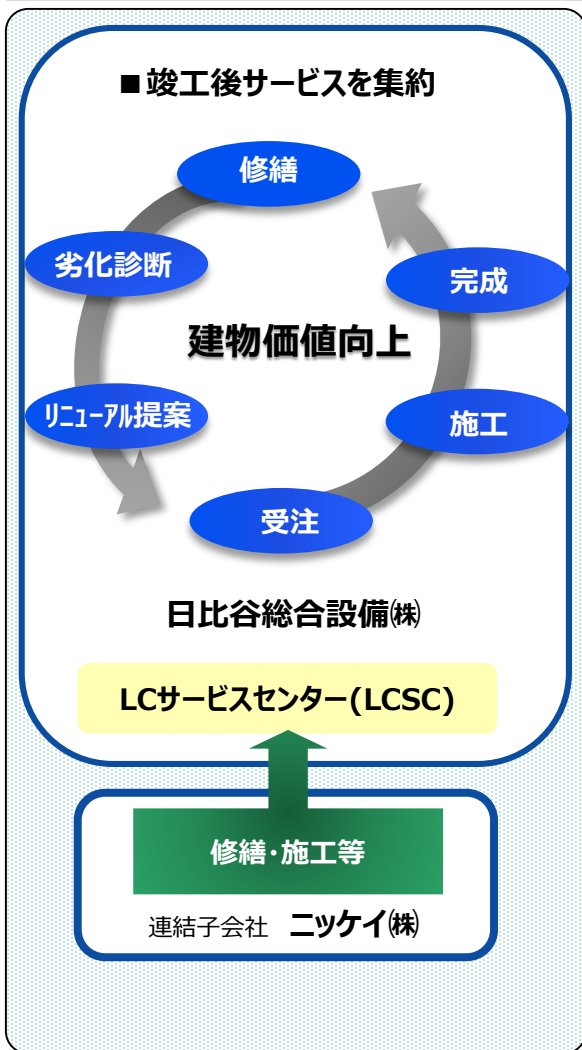 ■竣工後サービスを集約
修繕
劣化診断
完成
建物価値向上
リニューアル提案
施工
受注
日比谷総合設備㈱
LCサービスセンター(LCSC)
修繕・施工等
連結子会社 ニッケイ㈱